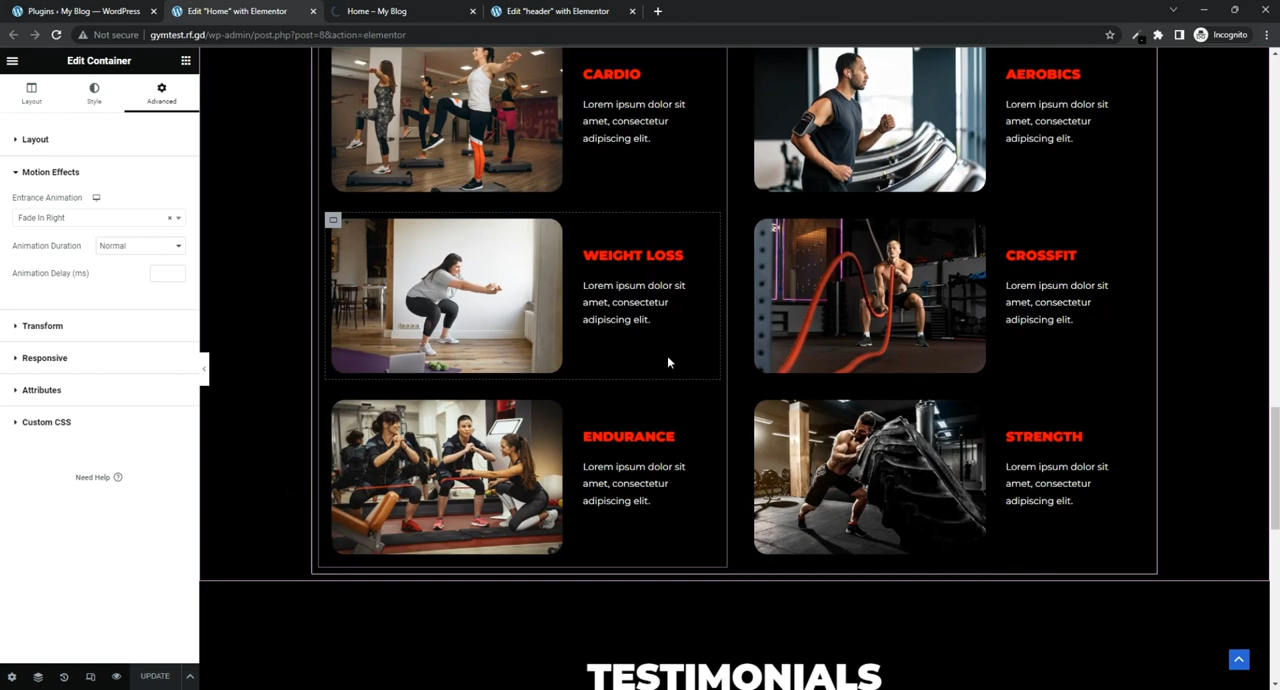 Plugins ‹ My Blog — WordPress
Edit "Home" with Elementor
Home – My Blog
Edit "header" with Elementor
Not secure
gymtest.rf.gd/wp-admin/post.php?post=8&action=elementor
Incognito
Edit Container
Layout
Style
Advanced
Layout
Motion Effects
Entrance Animation
Fade In Right
Animation Duration
Normal
Animation Delay (ms)
Transform
Responsive
Attributes
Custom CSS
Need Help
UPDATE
CARDIO
Lorem ipsum dolor sit
amet, consectetur
adipiscing elit.
AEROBICS
Lorem ipsum dolor sit
amet, consectetur
adipiscing elit.
WEIGHT LOSS
Lorem ipsum dolor sit
amet, consectetur
adipiscing elit.
CROSSFIT
Lorem ipsum dolor sit
amet, consectetur
adipiscing elit.
ENDURANCE
Lorem ipsum dolor sit
amet, consectetur
adipiscing elit.
STRENGTH
Lorem ipsum dolor sit
amet, consectetur
adipiscing elit.
TESTIMONIALS